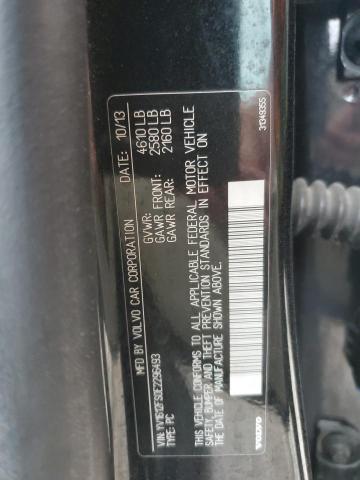 MFD BY VOLVO CAR CORPORATION DATE: 10/13
GVWR: 4610 LB
GAWR FRONT: 2580 LB
GAWR REAR: 2160 LB
VIN: YV1612FS0E2296493
TYPE: PC
THIS VEHICLE CONFORMS TO ALL APPLICABLE FEDERAL MOTOR VEHICLE
SAFETY, BUMPER AND THEFT PREVENTION STANDARDS IN EFFECT ON
THE DATE OF MANUFACTURE SHOWN ABOVE.
VOLVO
31349355